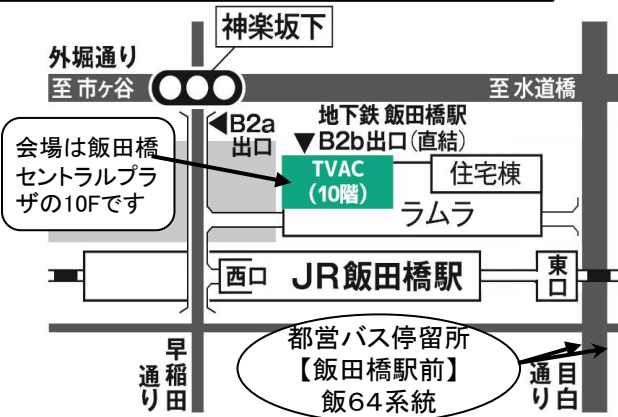 神楽坂下
外堀通り
至市ヶ谷
至水道橋
◀B2a
出口
地下鉄 飯田橋駅
▼B2b出口(直結)
会場は飯田橋
セントラルプラ
ザの10Fです
TVAC
(10階)
住宅棟
ラムラ
西口
JR飯田橋駅
東口
早稲田通り
都営バス停留所
【飯田橋駅前】
飯64系統
目白通り